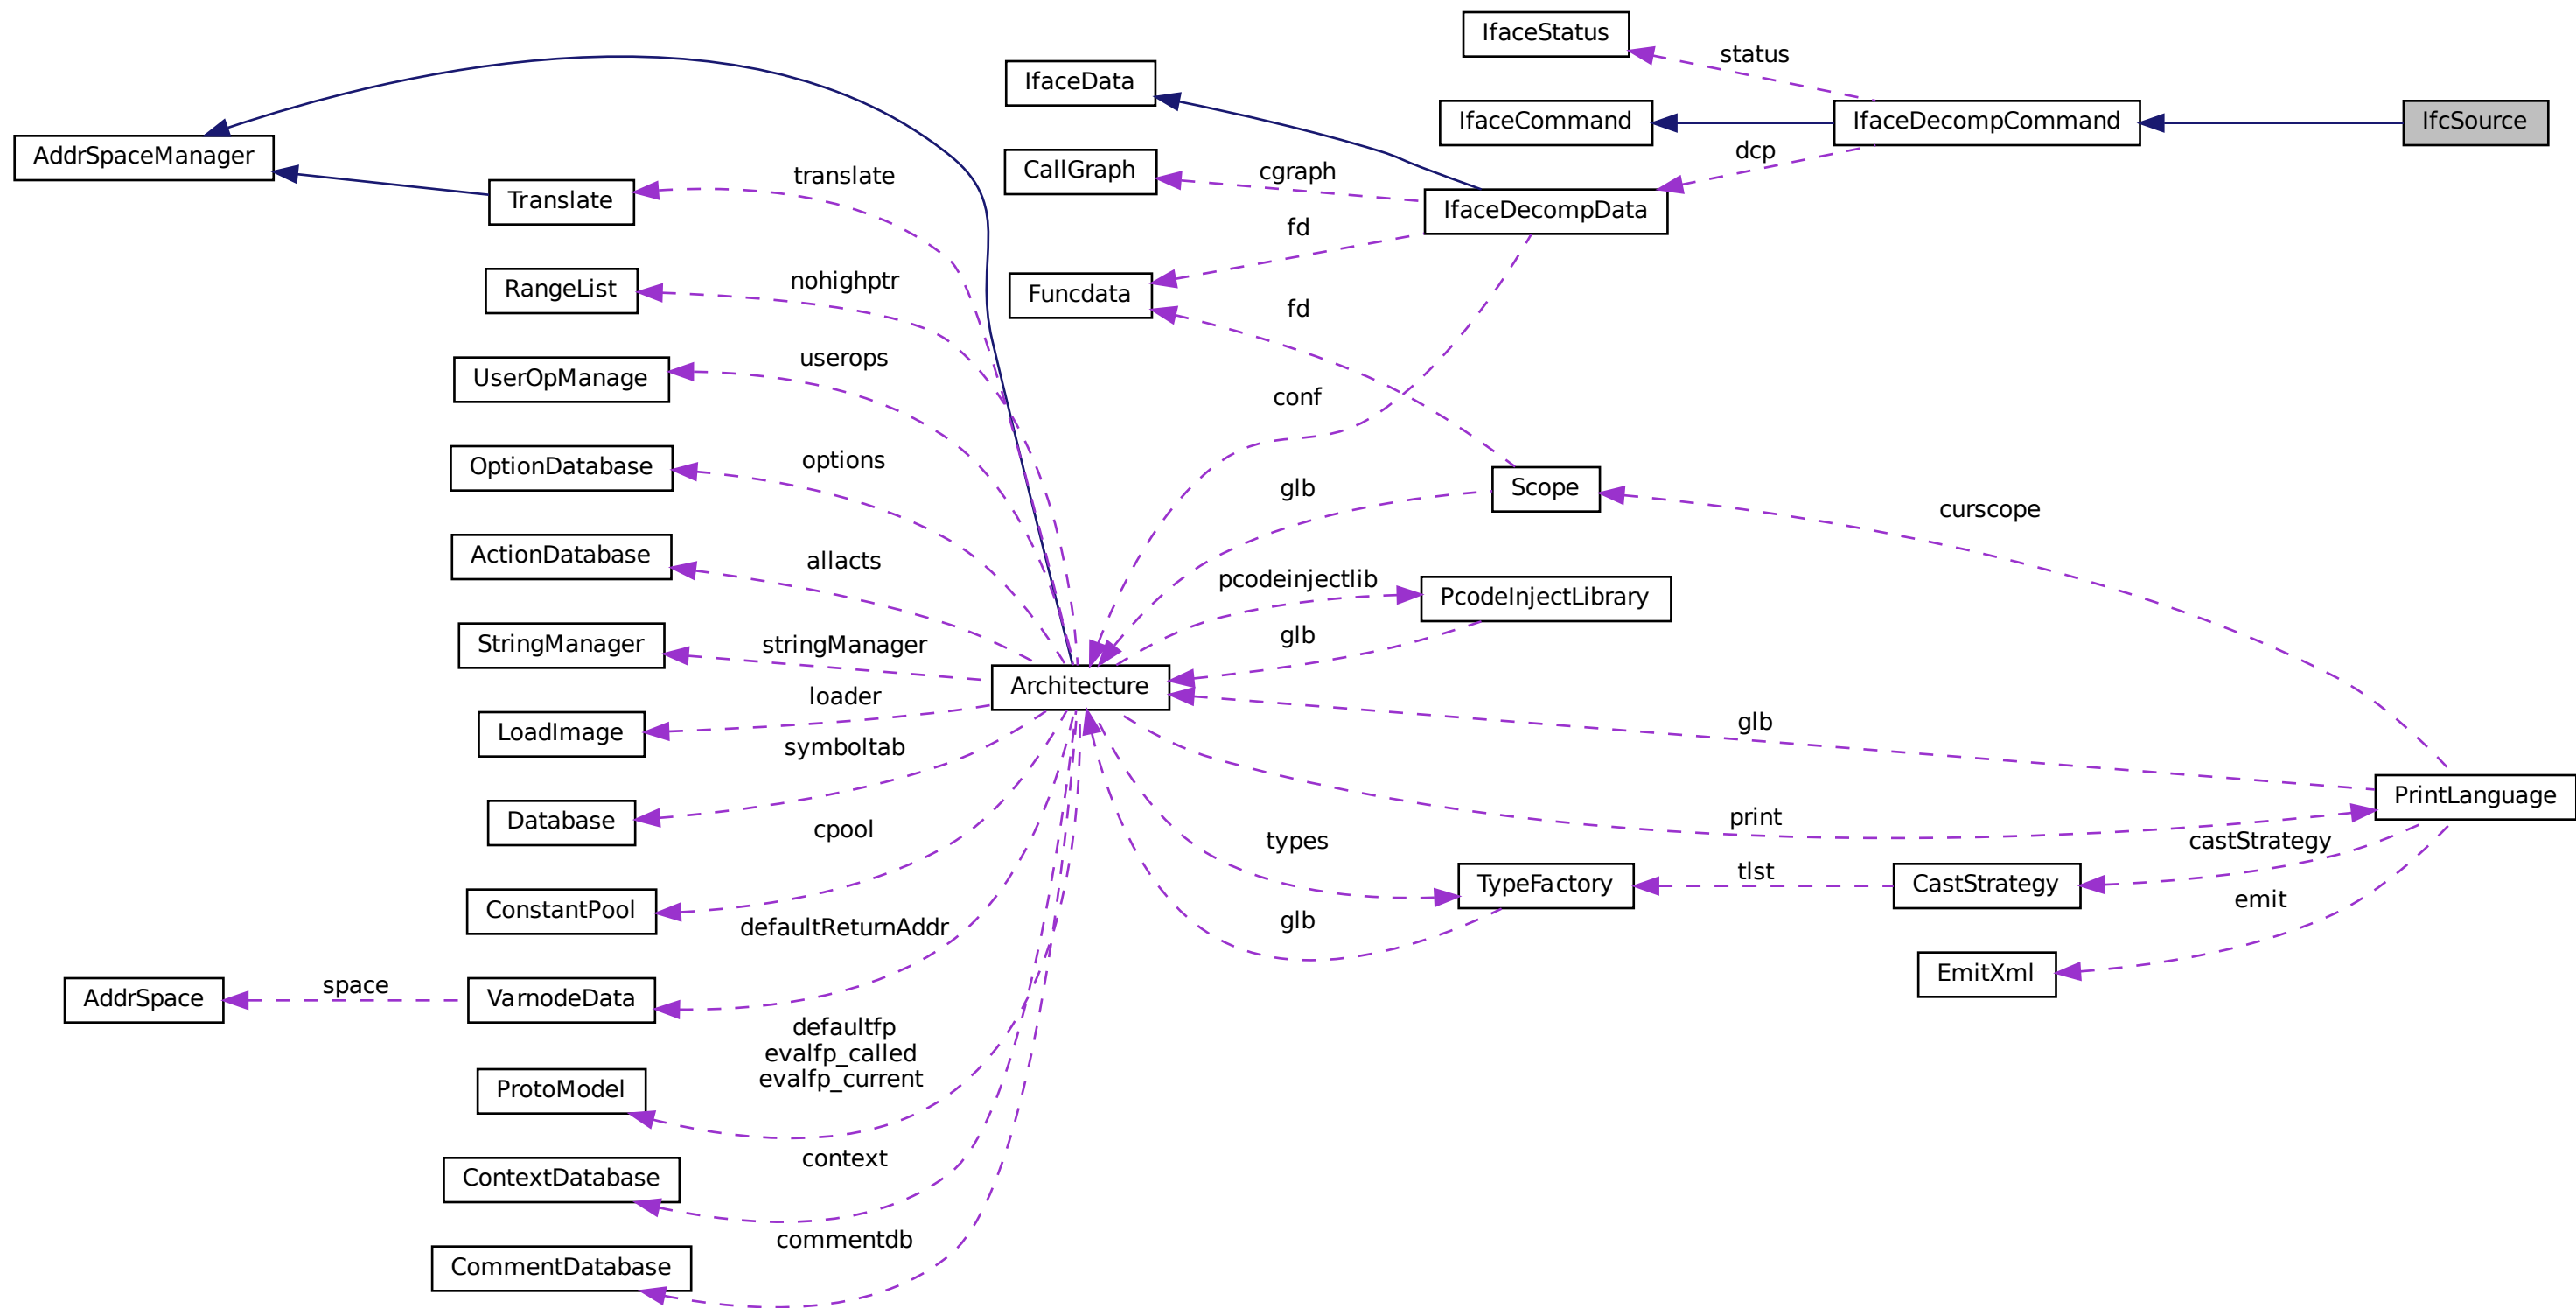 IfaceStatus
status
IfaceData
IfaceCommand
IfaceDecompCommand
IfcSource
AddrSpaceManager
dcp
CallGraph
cgraph
translate
Translate
IfaceDecompData
fd
nohighptr
RangeList
Funcdata
fd
userops
UserOpManage
conf
options
OptionDatabase
glb
Scope
curscope
allacts
ActionDatabase
pcodeinjectlib
PcodeInjectLibrary
stringManager
StringManager
glb
Architecture
loader
LoadImage
glb
symboltab
Database
PrintLanguage
print
cpool
types
castStrategy
tlst
TypeFactory
CastStrategy
ConstantPool
emit
defaultReturnAddr
glb
EmitXml
space
AddrSpace
VarnodeData
defaultfp
evalfp_called
evalfp_current
ProtoModel
context
ContextDatabase
commentdb
CommentDatabase